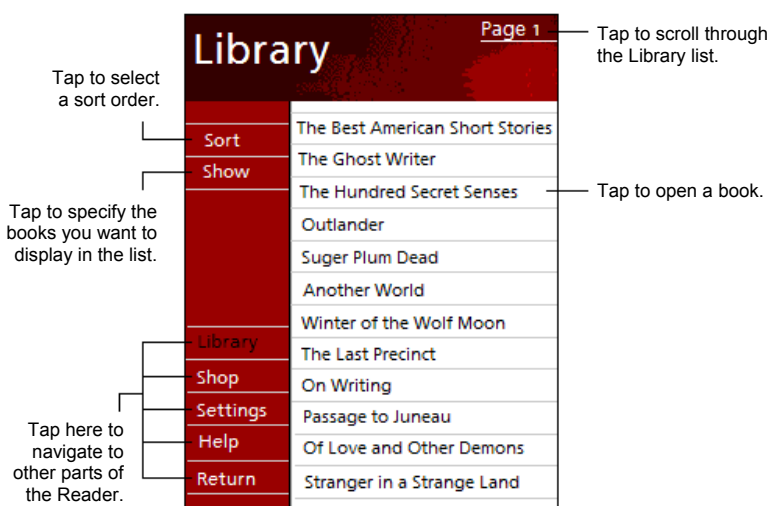 Library
Page 1
Tap to scroll through
the Library list.
Tap to select
a sort order.
Sort
Show
Tap to specify the
books you want to
display in the list.
The Best American Short Stories
The Ghost Writer
The Hundred Secret Senses
Tap to open a book.
Outlander
Suger Plum Dead
Another World
Winter of the Wolf Moon
The Last Precinct
On Writing
Passage to Juneau
Of Love and Other Demons
Stranger in a Strange Land
Library
Shop
Settings
Help
Return
Tap here to
navigate to
other parts of
the Reader.